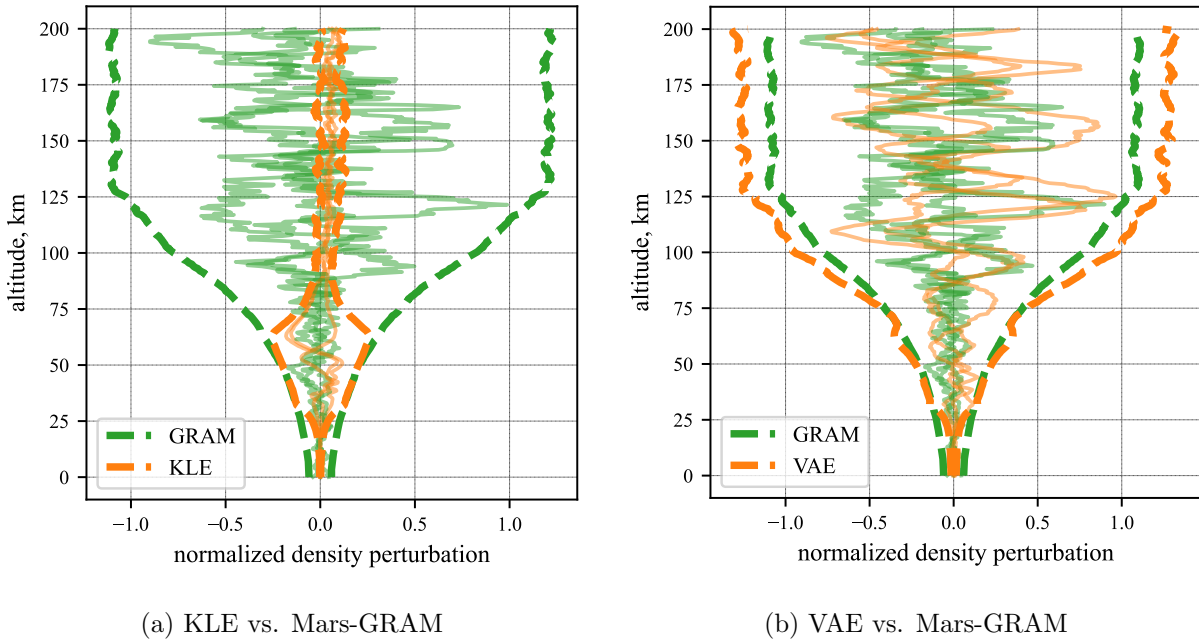 200
175
150
125
100
75
50
25
0
altitude, km
−1.0
−0.5
0.0
0.5
1.0
normalized density perturbation
GRAM
KLE
(a) KLE vs. Mars-GRAM
200
175
150
125
100
75
50
25
0
altitude, km
−1.0
−0.5
0.0
0.5
1.0
normalized density perturbation
GRAM
VAE
(b) VAE vs. Mars-GRAM